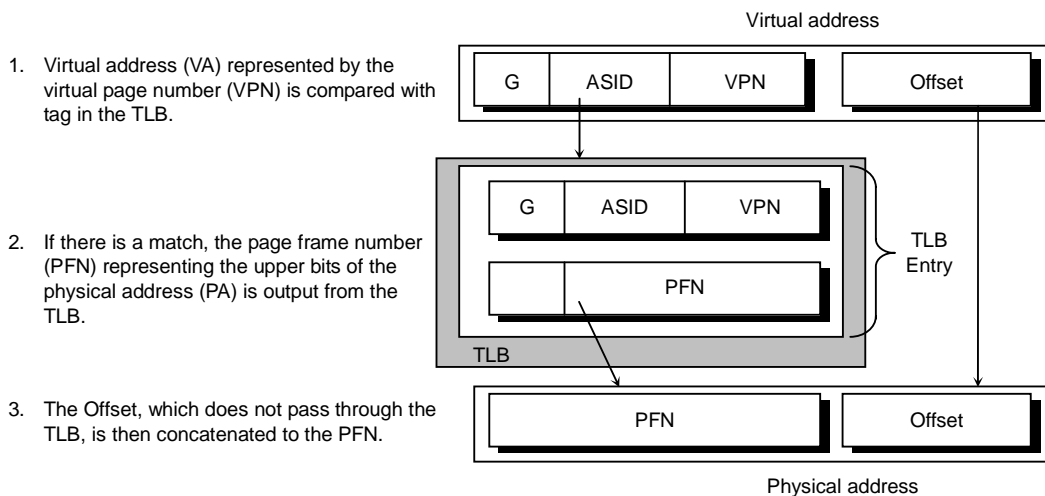 Virtual address
1. Virtual address (VA) represented by the
virtual page number (VPN) is compared with
tag in the TLB.
G ASID VPN Offset
G ASID VPN
TLB
Entry
2. If there is a match, the page frame number
(PFN) representing the upper bits of the
physical address (PA) is output from the
TLB.
PFN
TLB
3. The Offset, which does not pass through the
TLB, is then concatenated to the PFN.
PFN Offset
Physical address